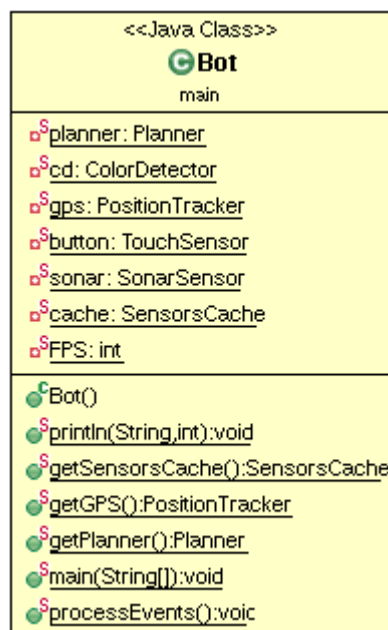 <<Java Class>>
C Bot
main
S planner: Planner
S cd: ColorDetector
S gps: PositionTracker
S button: TouchSensor
S sonar: SonarSensor
S cache: SensorsCache
S FPS: int
C Bot()
S println(String,int):void
S getSensorsCache():SensorsCache
S getGPS():PositionTracker
S getPlanner():Planner
S main(String[]):void
S processEvents():voic